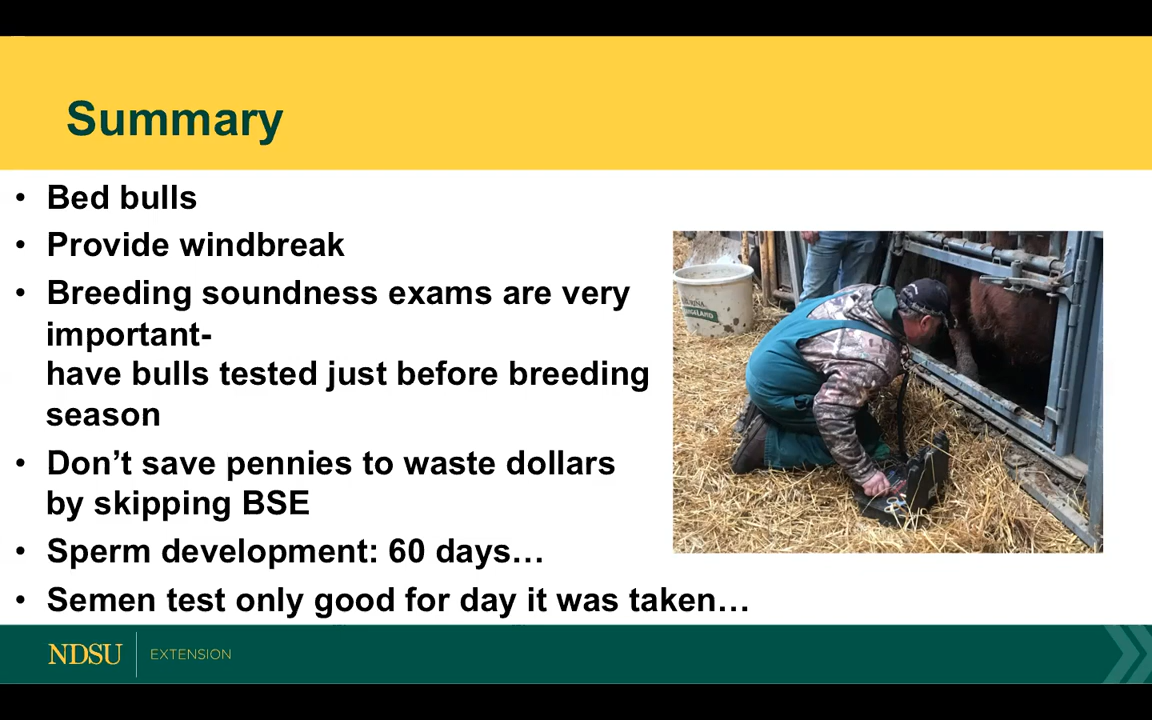 Summary
• Bed bulls
• Provide windbreak
• Breeding soundness exams are very
important-
have bulls tested just before breeding
season
• Don’t save pennies to waste dollars
by skipping BSE
• Sperm development: 60 days…
• Semen test only good for day it was taken…
NDSU EXTENSION